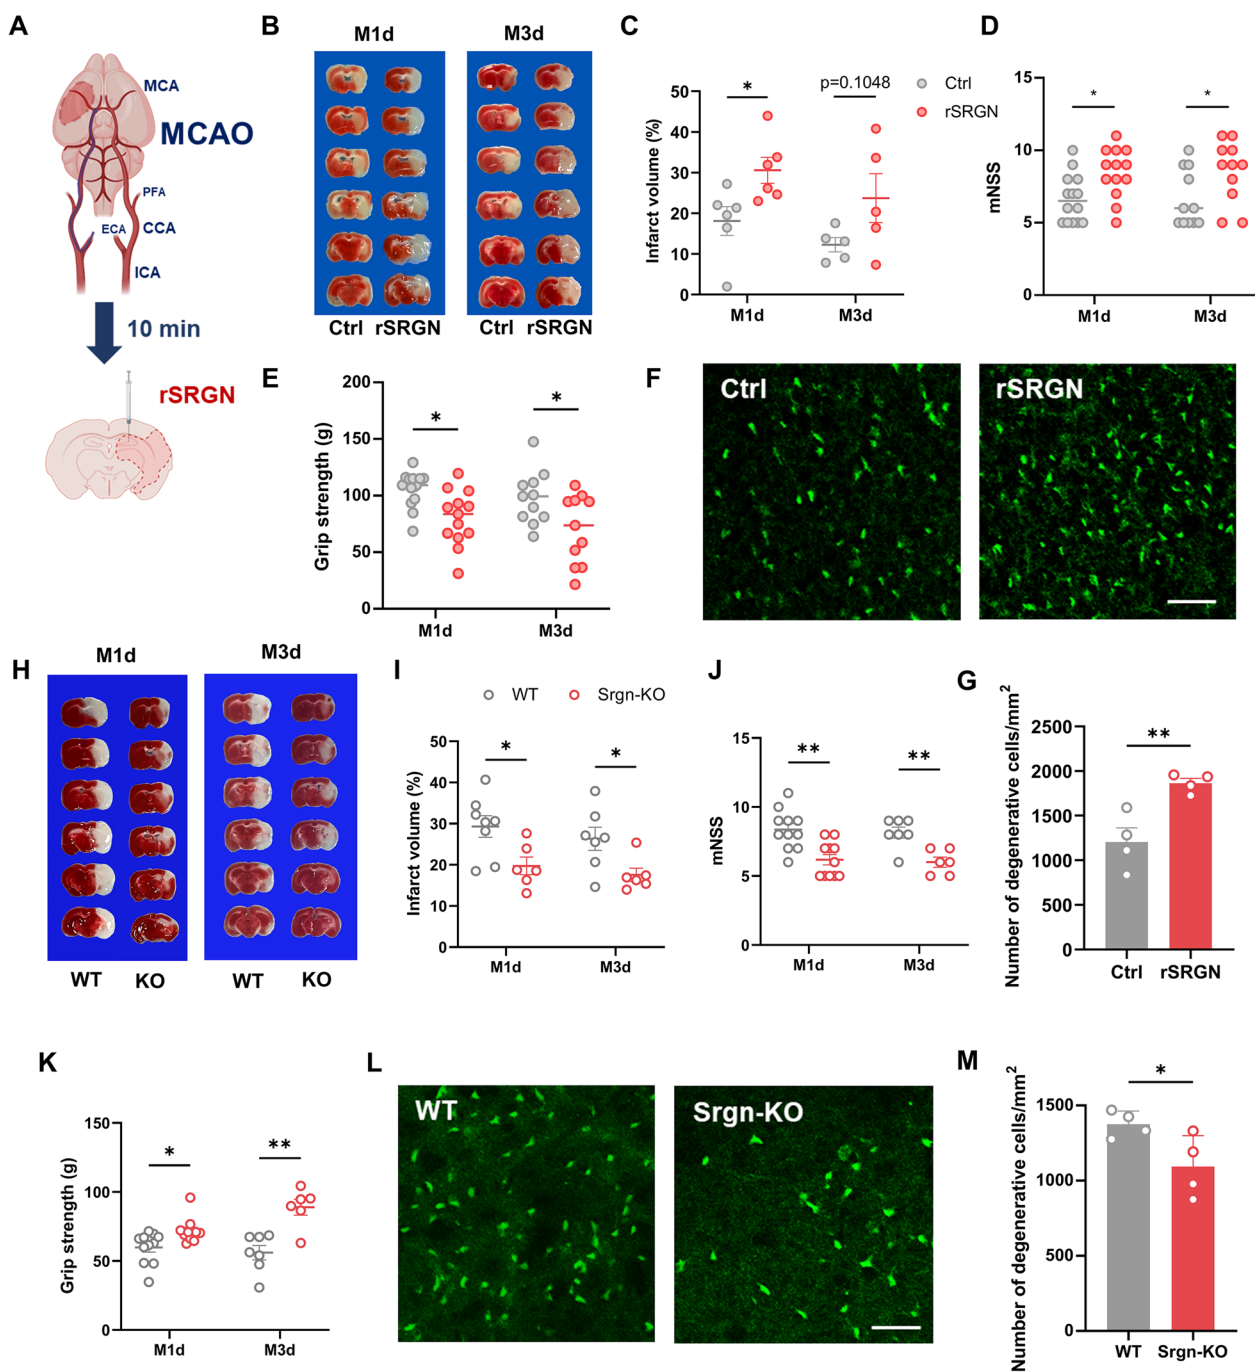 A
MCA
MCAO
PFA
ECA
CCA
ICA
10 min
rSRGN
B
M1d
M3d
Ctrl
rSRGN
Ctrl
rSRGN
C
Infarct volume (%)
50
40
30
20
10
0
*
p=0.1048
M1d
M3d
Ctrl
rSRGN
D
mNSS
15
10
5
0
*
*
M1d
M3d
E
Grip strength (g)
200
150
100
50
0
*
*
M1d
M3d
F
Ctrl
rSRGN
H
M1d
M3d
WT
KO
WT
KO
I
WT
Srgn-KO
Infarct volume (%)
50
40
30
20
10
0
*
*
M1d
M3d
J
mNSS
15
10
5
0
**
**
M1d
M3d
G
Number of degenerative cells/mm²
2500
2000
1500
1000
500
0
**
Ctrl
rSRGN
K
Grip strength (g)
150
100
50
0
*
**
M1d
M3d
L
WT
Srgn-KO
M
Number of degenerative cells/mm²
1500
1000
500
0
*
WT
Srgn-KO